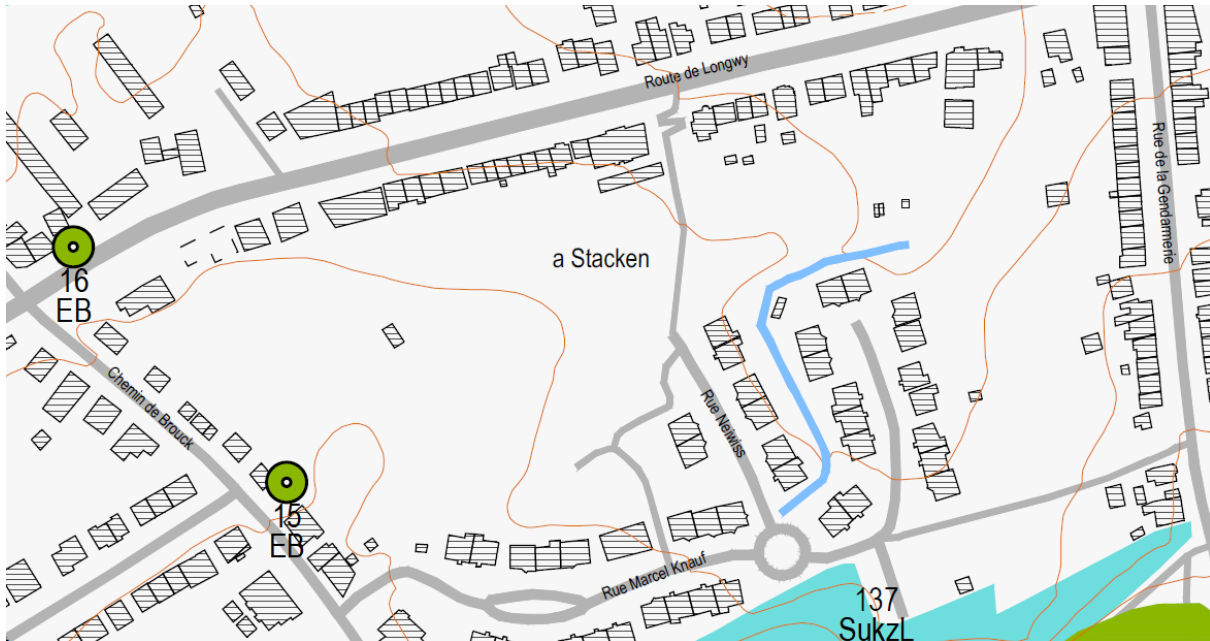 Route de Longwy
Rue de la Gendarmerie
a Stacken
16
EB
Chemin de Brouck
Rue Neiwiss
15
EB
Rue Marcel Knauf
137
SukzL